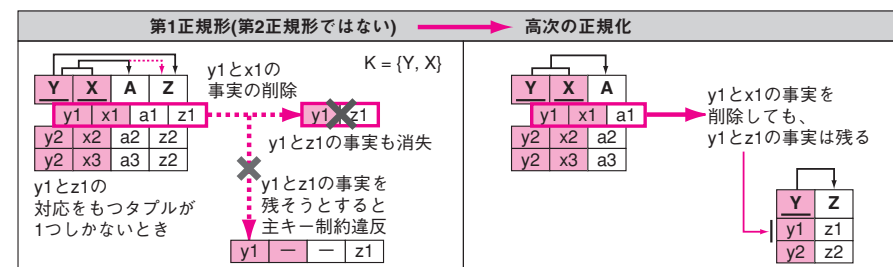 第1正規形(第2正規形ではない)
高次の正規化
y1とx1の
事実の削除
K = {Y, X}
Y X A Z
y1 x1 a1 z1
y2 x2 a2 z2
y2 x3 a3 z2
y1 z1
y1とz1の事実も消失
y1とz1の
対応をもつタプルが
1つしかないとき
y1とz1の事実を
残そうとすると
主キー制約違反
y1 — — z1
Y X A
y1 x1 a1
y2 x2 a2
y2 x3 a3
y1とx1の事実を
削除しても、
y1とz1の事実は残る
Y Z
y1 z1
y2 z2